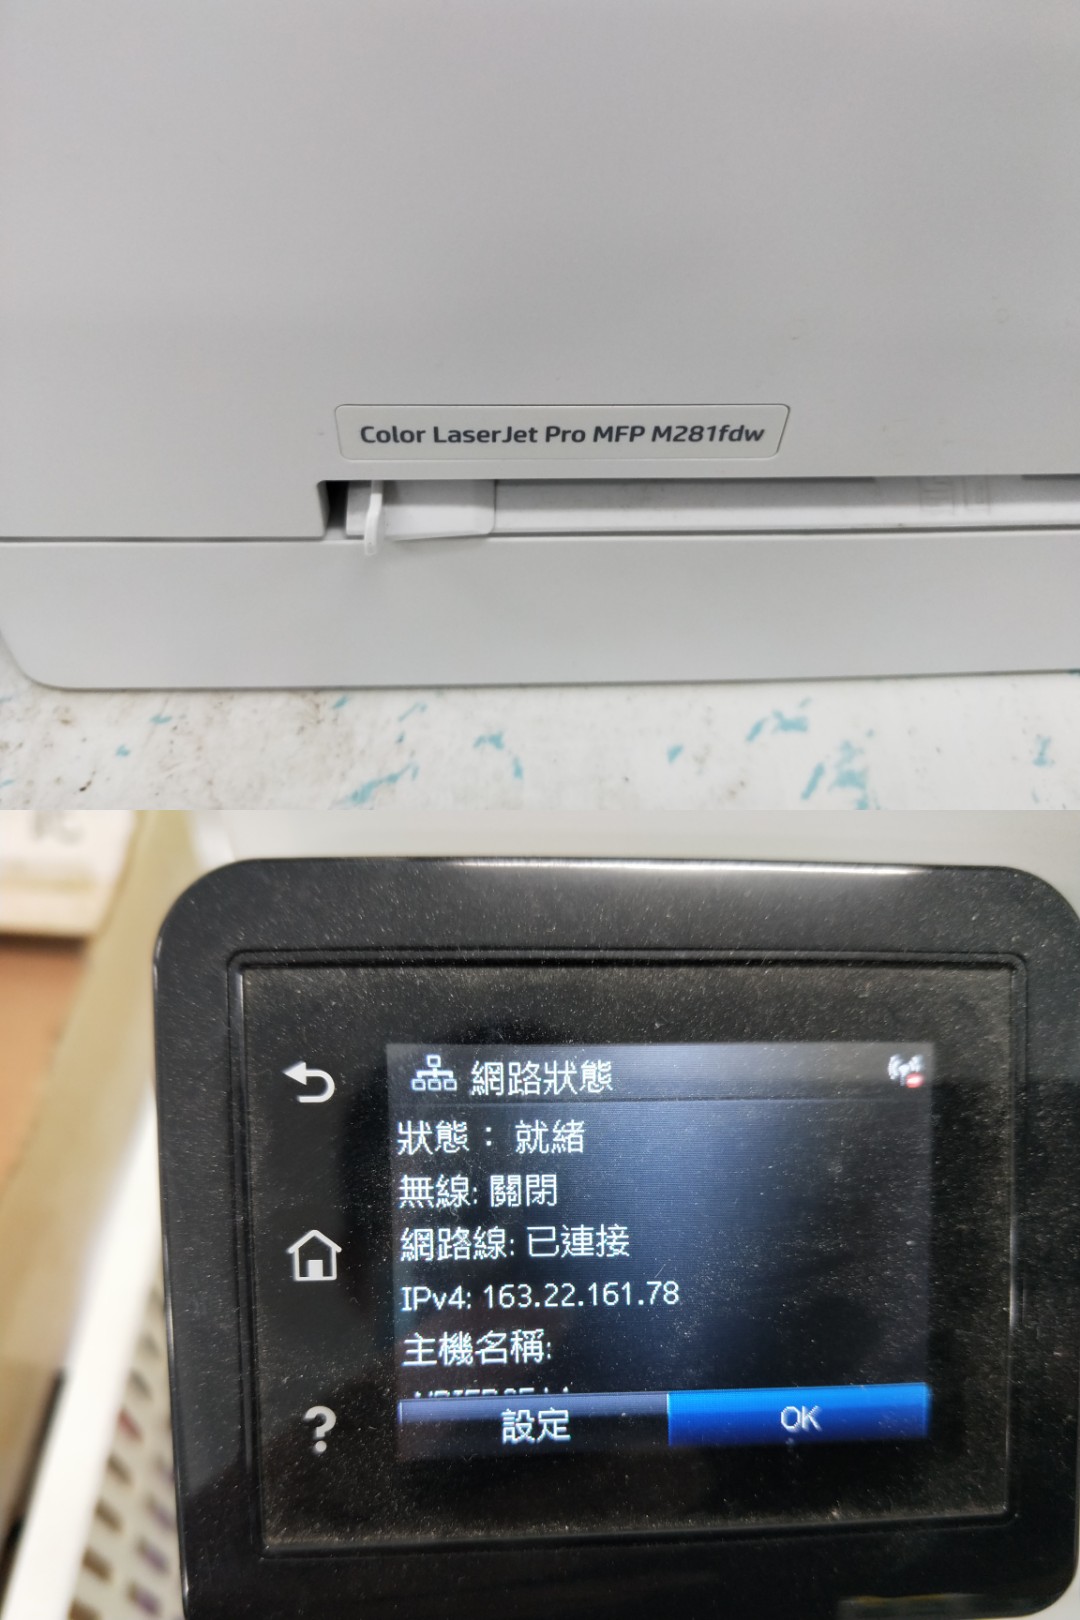 Color LaserJet Pro MFP M281fdw
網路狀態
狀態： 就緒
無線: 關閉
網路線: 已連接
IPv4: 163.22.161.78
主機名稱:
設定
OK
?